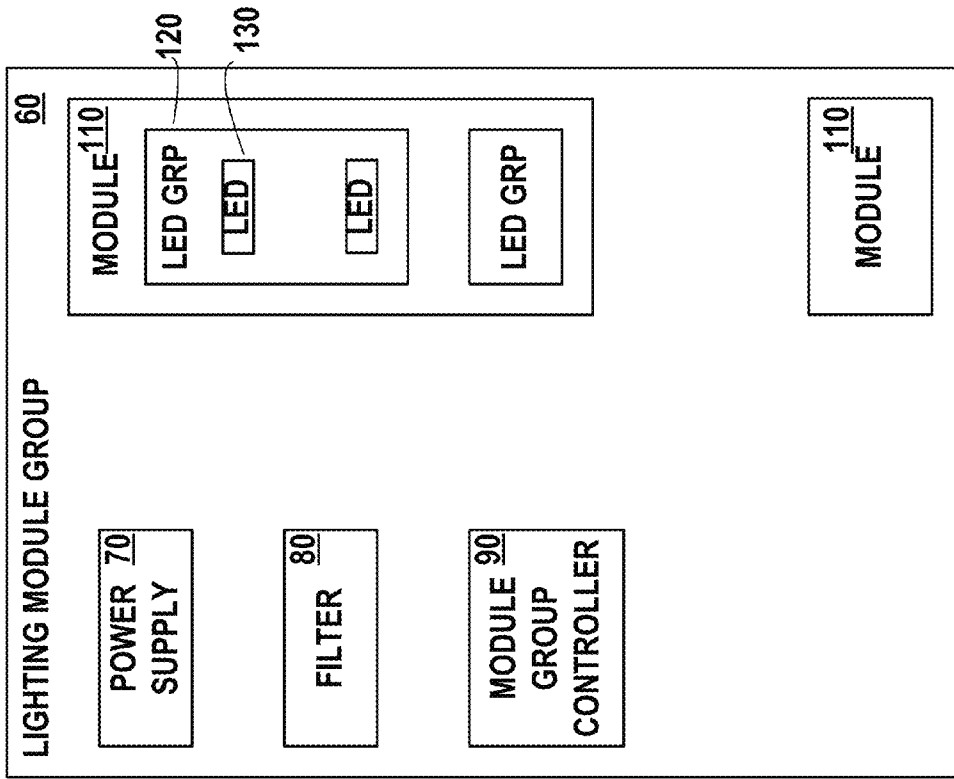 LIGHTING MODULE GROUP
60
POWER
70
SUPPLY
FILTER
80
MODULE
90
GROUP
CONTROLLER
MODULE
110
LED GRP
120
LED
130
LED
LED GRP
MODULE
110